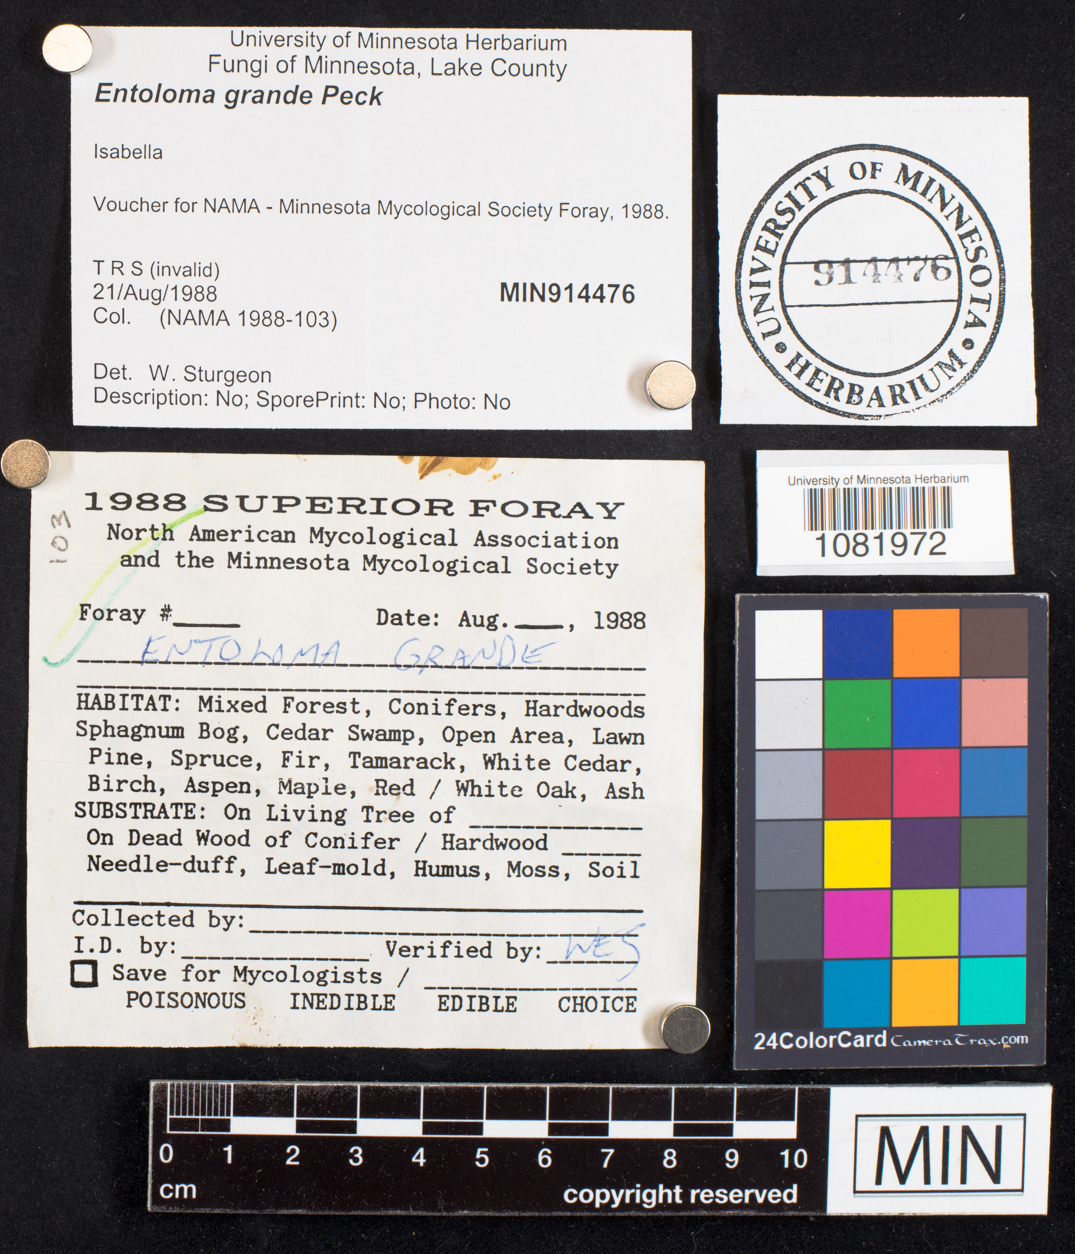 University of Minnesota Herbarium
Fungi of Minnesota, Lake County
Entoloma grande Peck
Isabella
Voucher for NAMA - Minnesota Mycological Society Foray, 1988.
T R S (invalid)
21/Aug/1988
MIN914476
Col. (NAMA 1988-103)
Det. W. Sturgeon
Description: No; SporePrint: No; Photo: No
UNIVERSITY OF MINNESOTA
914476
HERBARIUM
University of Minnesota Herbarium
1081972
103
1988 SUPERIOR FORAY
North American Mycological Association
and the Minnesota Mycological Society
Foray #____ Date: Aug.___, 1988
ENTOLOMA GRANDE
HABITAT: Mixed Forest, Conifers, Hardwoods
Sphagnum Bog, Cedar Swamp, Open Area, Lawn
Pine, Spruce, Fir, Tamarack, White Cedar,
Birch, Aspen, Maple, Red / White Oak, Ash
SUBSTRATE: On Living Tree of ___________
On Dead Wood of Conifer / Hardwood _____
Needle-duff, Leaf-mold, Humus, Moss, Soil
Collected by:_________________________
I.D. by:____________ Verified by: WES
Save for Mycologists / _____________
POISONOUS INEDIBLE EDIBLE CHOICE
24ColorCard CameraTrax.com
0 1 2 3 4 5 6 7 8 9 10
cm
copyright reserved
MIN